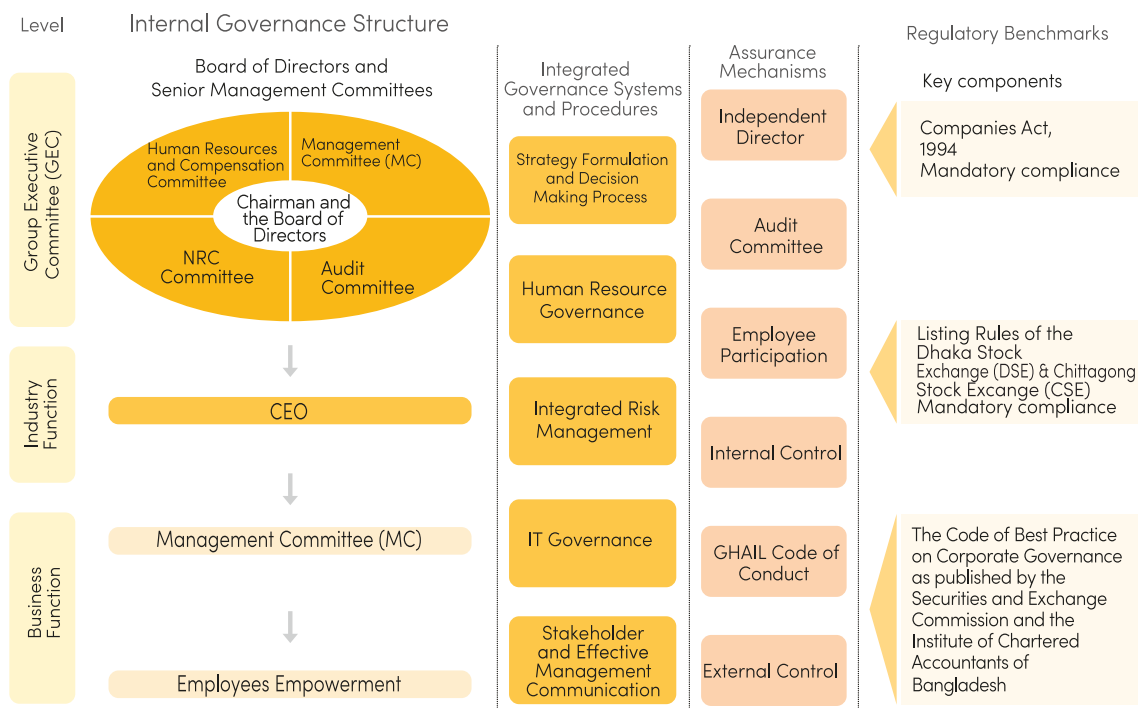 Level
Internal Governance Structure
Board of Directors and
Senior Management Committees
Integrated
Governance Systems
and Procedures
Assurance
Mechanisms
Regulatory Benchmarks
Key components
Group Executive
Committee (GEC)
Industry
Function
Business
Function
Human Resources
and Compensation
Committee
Management
Committee (MC)
Chairman and
the Board of
Directors
NRC
Committee
Audit
Committee
CEO
Management Committee (MC)
Employees Empowerment
Strategy Formulation
and Decision
Making Process
Human Resource
Governance
Integrated Risk
Management
IT Governance
Stakeholder
and Effective
Management
Communication
Independent
Director
Audit
Committee
Employee
Participation
Internal Control
GHAIL Code of
Conduct
External Control
Companies Act,
1994
Mandatory compliance
Listing Rules of the
Dhaka Stock
Exchange (DSE) & Chittagong
Stock Excange (CSE)
Mandatory compliance
The Code of Best Practice
on Corporate Governance
as published by the
Securities and Exchange
Commission and the
Institute of Chartered
Accountants of
Bangladesh